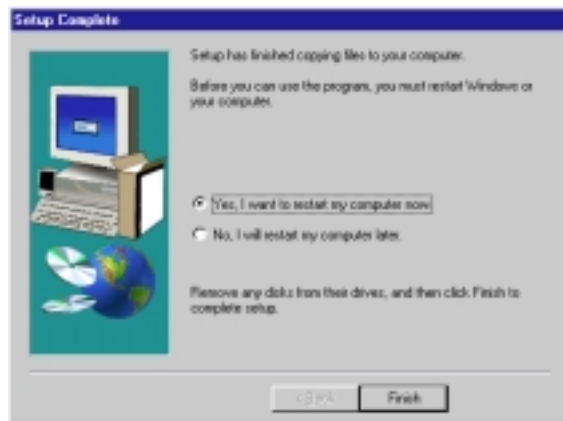 Setup Complete
Setup has finished copying files to your computer.
Before you can use the program, you must restart Windows or
your computer.
Yes, I want to restart my computer now.
No, I will restart my computer later.
Remove any disks from their drives, and then click Finish to
complete setup.
< Back
Finish